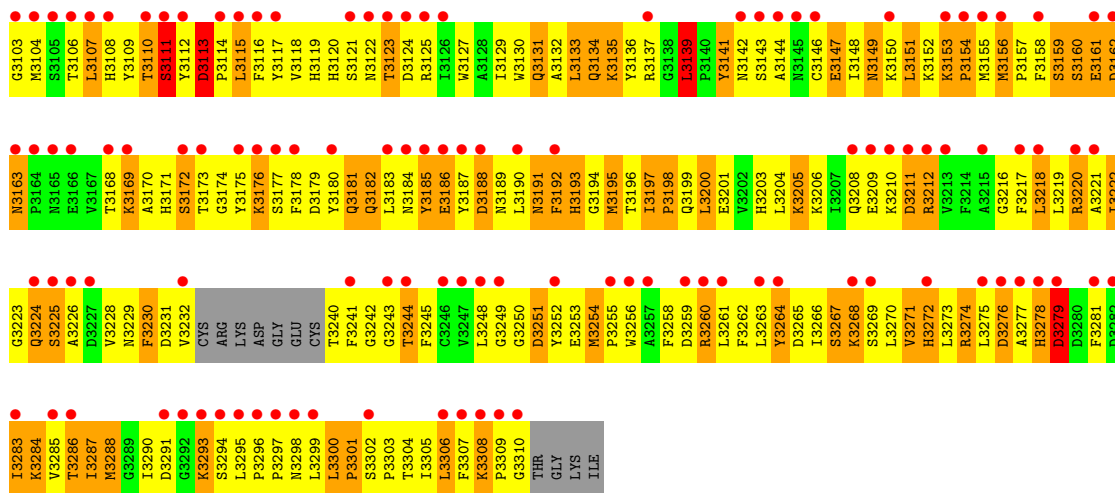 G3103 M3104 S3105 T3106 L3107 H3108 Y3109 T3110 S3111 Y3112 D3113 P3114 L3115 F3116 Y3117 V3118 H3119 H3120 S3121 N3122 T3123 D3124 R3125 I3126 W3127 A3128 I3129 W3130 Q3131 A3132 L3133 Q3134 K3135 Y3136 R3137 G3138 L3139 P3140 Y3141 N3142 S3143 A3144 N3145 C3146 E3147 I3148 N3149 K3150 L3151 K3152 K3153 P3154 M3155 M3156 P3157 F3158 S3159 S3160 E3161
N3163 P3164 N3165 E3166 V3167 T3168 K3169 A3170 H3171 S3172 T3173 G3174 Y3175 K3176 S3177 F3178 D3179 Y3180 Q3181 Q3182 L3183 N3184 Y3185 E3186 Y3187 D3188 N3189 L3190 N3191 F3192 H3193 G3194 M3195 T3196 I3197 P3198 Q3199 L3200 E3201 V3202 H3203 L3204 K3205 K3206 I3207 Q3208 E3209 K3210 D3211 R3212 V3213 F3214 A3215 G3216 F3217 L3218 L3219 R3220 A3221 I3222
G3223 Q3224 S3225 A3226 D3227 V3228 N3229 F3230 D3231 V3232 CYS ARG LYS ASP GLY GLU CYS T3240 F3241 G3242 G3243 T3244 F3245 C3246 V3247 L3248 G3249 G3250 D3251 Y3252 E3253 M3254 P3255 W3256 A3257 F3258 D3259 R3260 L3261 F3262 L3263 Y3264 D3265 I3266 S3267 K3268 S3269 L3270 V3271 H3272 L3273 R3274 L3275 D3276 A3277 H3278 D3279 D3280 F3281 D3282
I3283 K3284 V3285 T3286 I3287 M3288 G3289 I3290 D3291 G3292 K3293 S3294 L3295 P3296 P3297 N3298 L3299 L3300 P3301 S3302 P3303 T3304 I3305 L3306 F3307 K3308 P3309 G3310 THR GLY LYS ILE